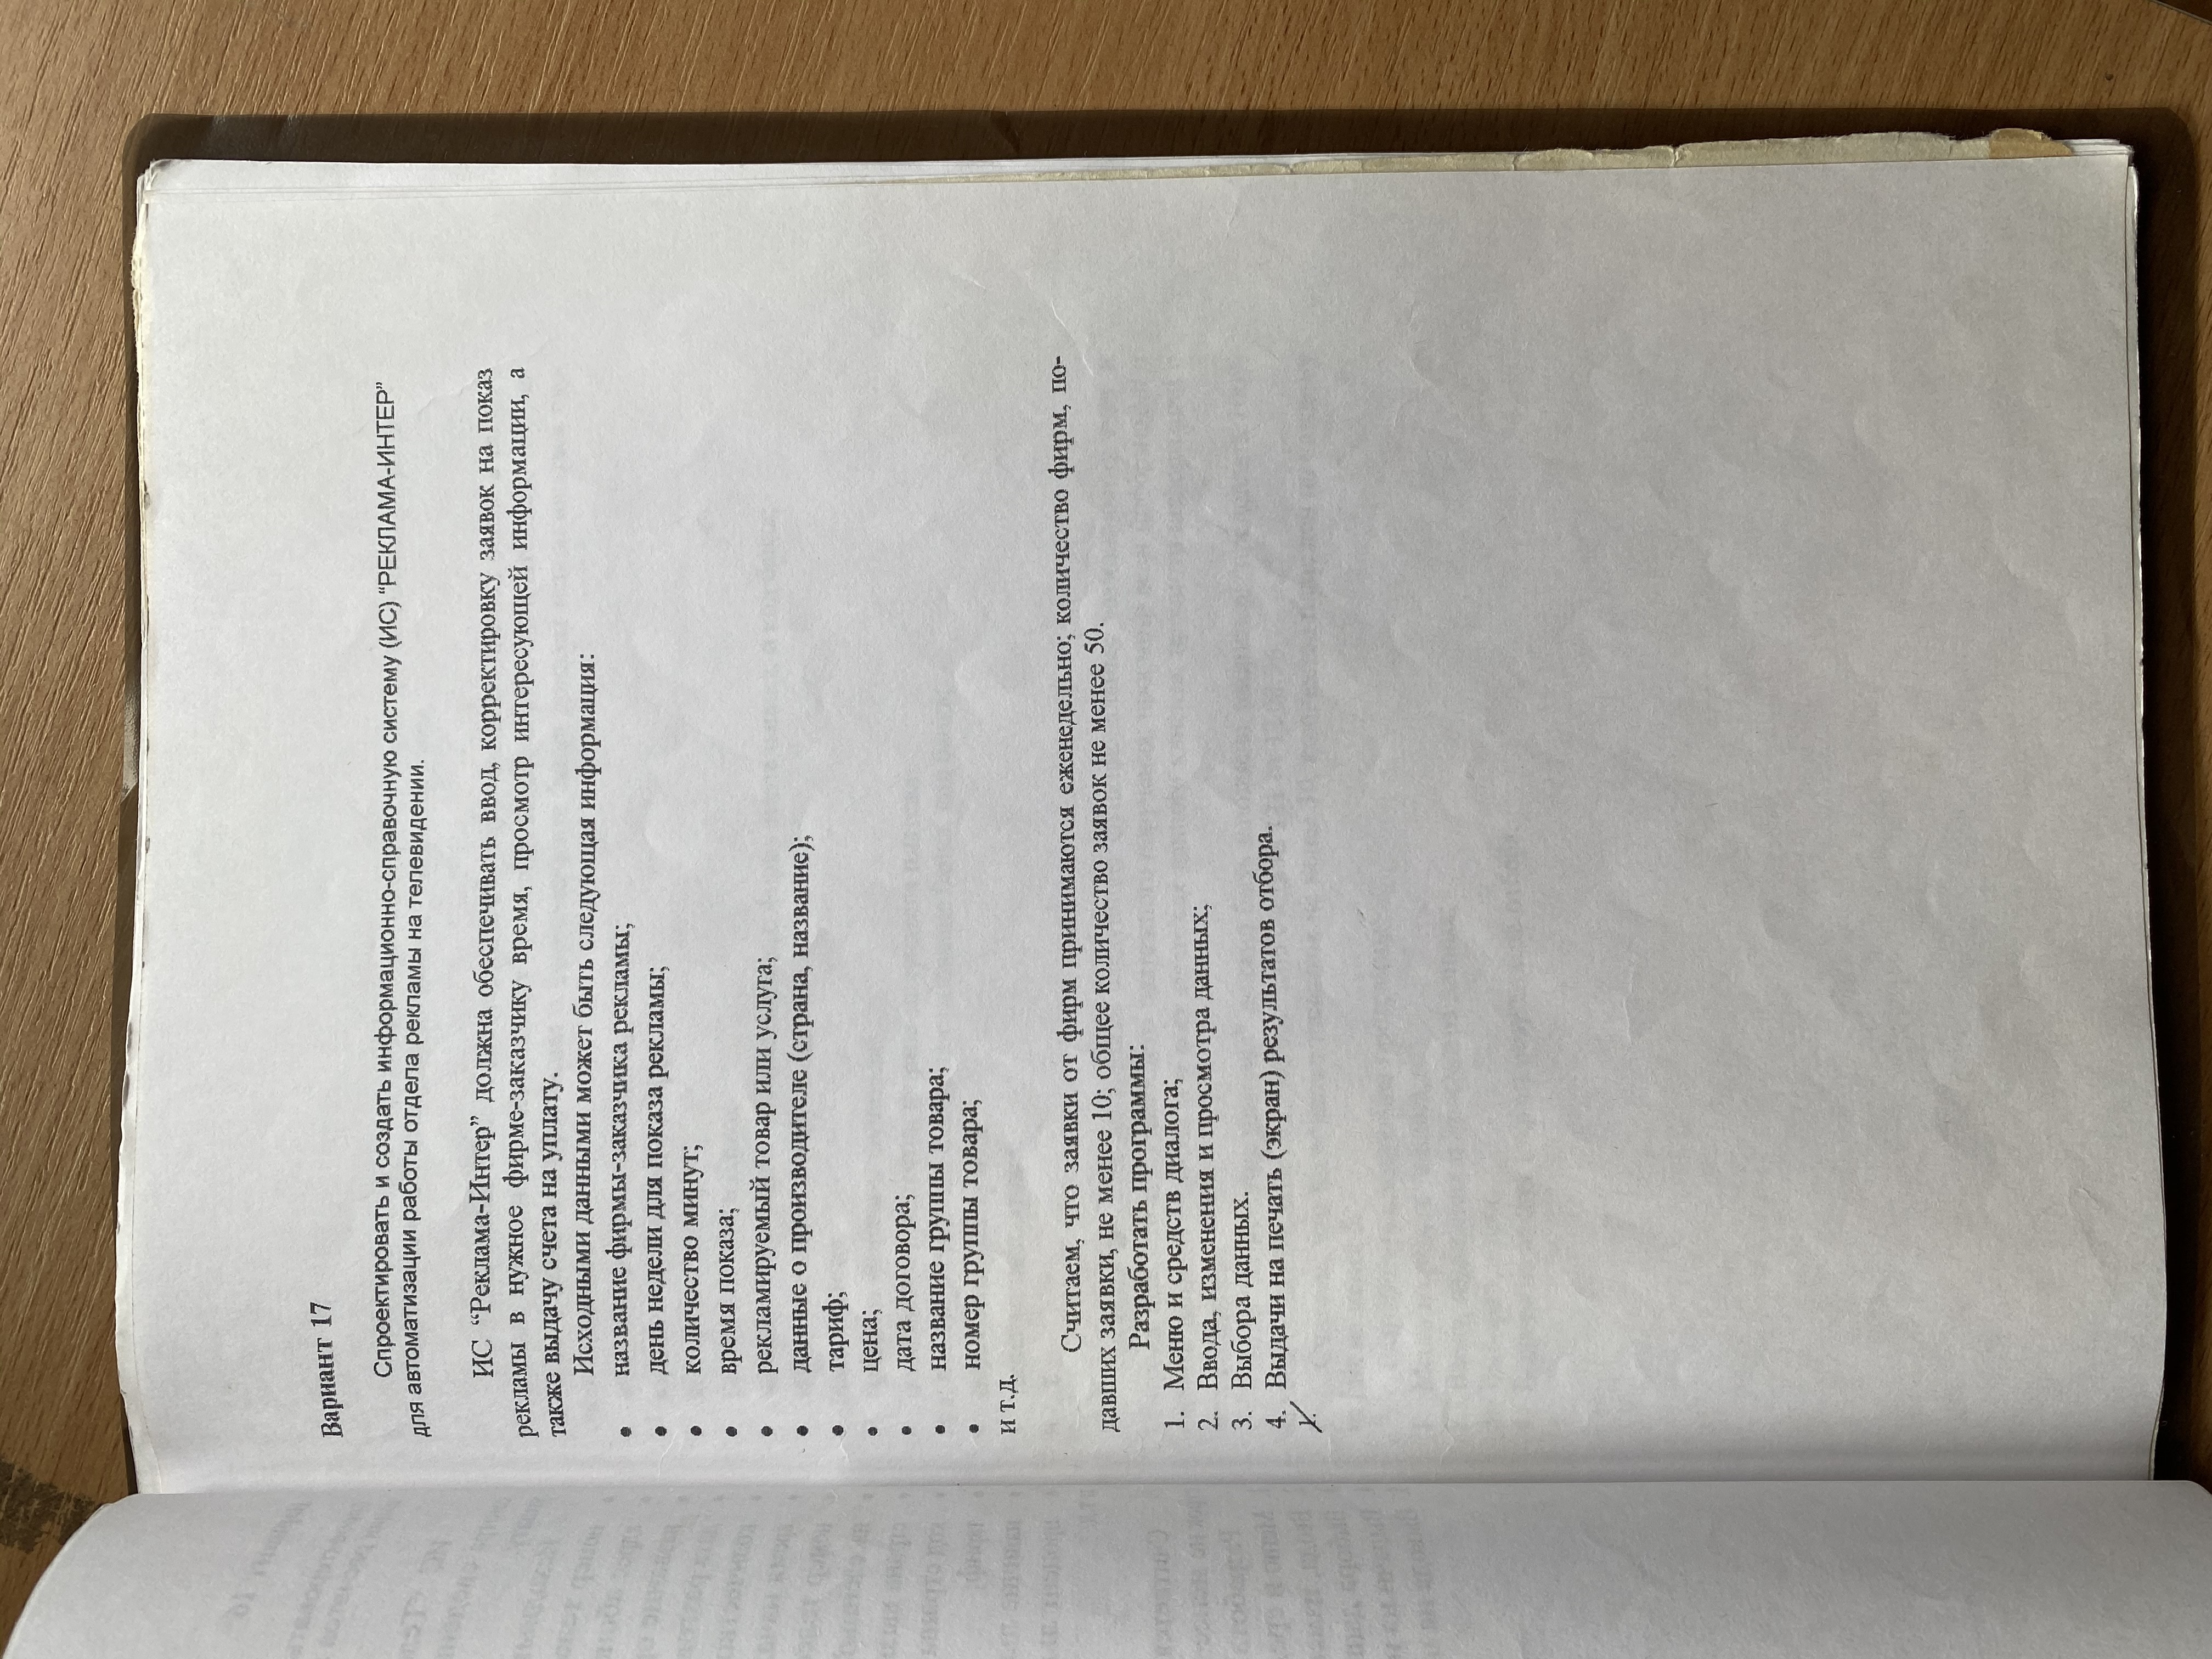 Вариант 17
Спроектировать и создать информационно-справочную систему (ИС) “РЕКЛАМА-ИНТЕР”
для автоматизации работы отдела рекламы на телевидении.
ИС “Реклама-Интер” должна обеспечивать ввод, корректировку заявок на показ
рекламы в нужное фирме-заказчику время, просмотр интересующей информации, а
также выдачу счета на уплату.
Исходными данными может быть следующая информация:
• название фирмы-заказчика рекламы;
• день недели для показа рекламы;
• количество минут;
• время показа;
• рекламируемый товар или услуга;
• данные о производителе (страна, название);
• тариф;
• цена;
• дата договора;
• название группы товара;
• номер группы товара;
и т.д.
Считаем, что заявки от фирм принимаются еженедельно; количество фирм, по-
давших заявки, не менее 10; общее количество заявок не менее 50.
Разработать программы:
1. Меню и средств диалога;
2. Ввода, изменения и просмотра данных;
3. Выбора данных.
4. Выдачи на печать (экран) результатов отбора.
1.